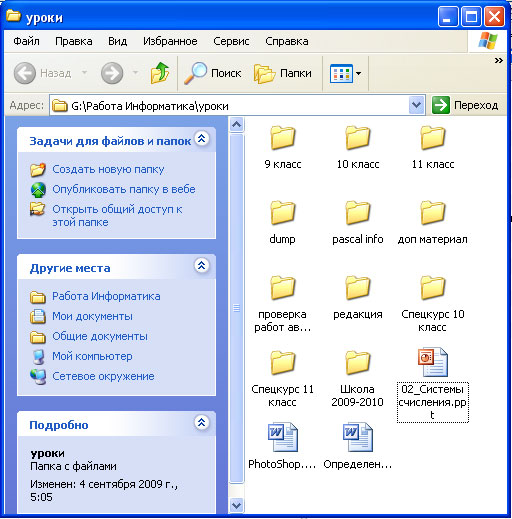 уроки
Файл Правка Вид Избранное Сервис Справка
Назад Поиск Папки
Адрес: G:\Работа Информатика\уроки Переход
Задачи для файлов и папок
Создать новую папку
Опубликовать папку в вебе
Открыть общий доступ к
этой папке
Другие места
Работа Информатика
Мои документы
Общие документы
Мой компьютер
Сетевое окружение
Подробно
уроки
Папка с файлами
Изменен: 4 сентября 2009 г.,
5:05
9 класс 10 класс 11 класс
dump pascal info доп материал
проверка
работ ав...
редакция
Спецкурс 10
класс
Спецкурс 11
класс
Школа
2009-2010
02_Системы
счисления.pp
t
PhotoShop.... Определен...